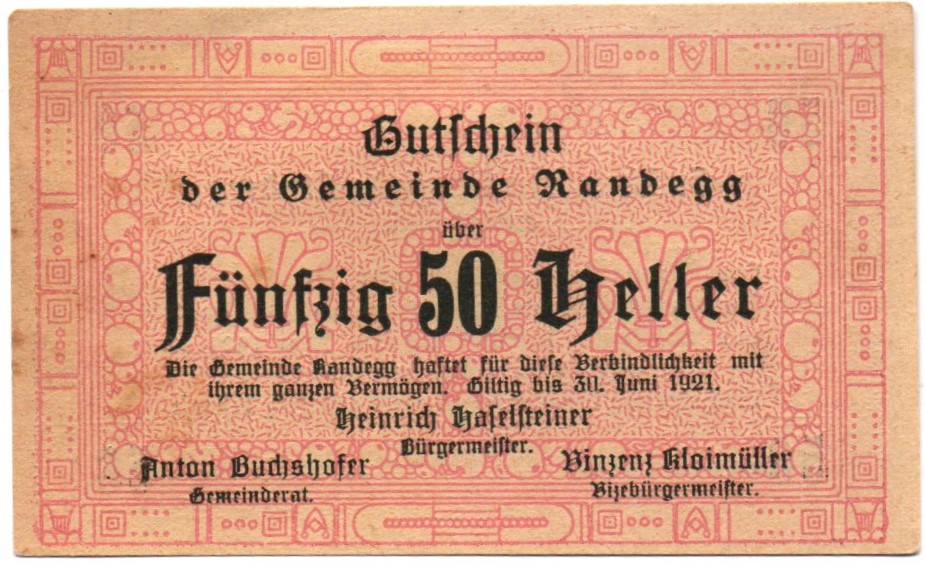 Gutschein
der Gemeinde Randegg
über
Fünfzig 50 Heller
Die Gemeinde Randegg haftet für diese Verbindlichkeit mit
ihrem ganzen Vermögen. Giltig bis 30. Juni 1921.
Heinrich Haselsteiner
Bürgermeister.
Anton Buchshofer
Gemeinderat.
Vinzenz Kloimüller
Vizebürgermeister.